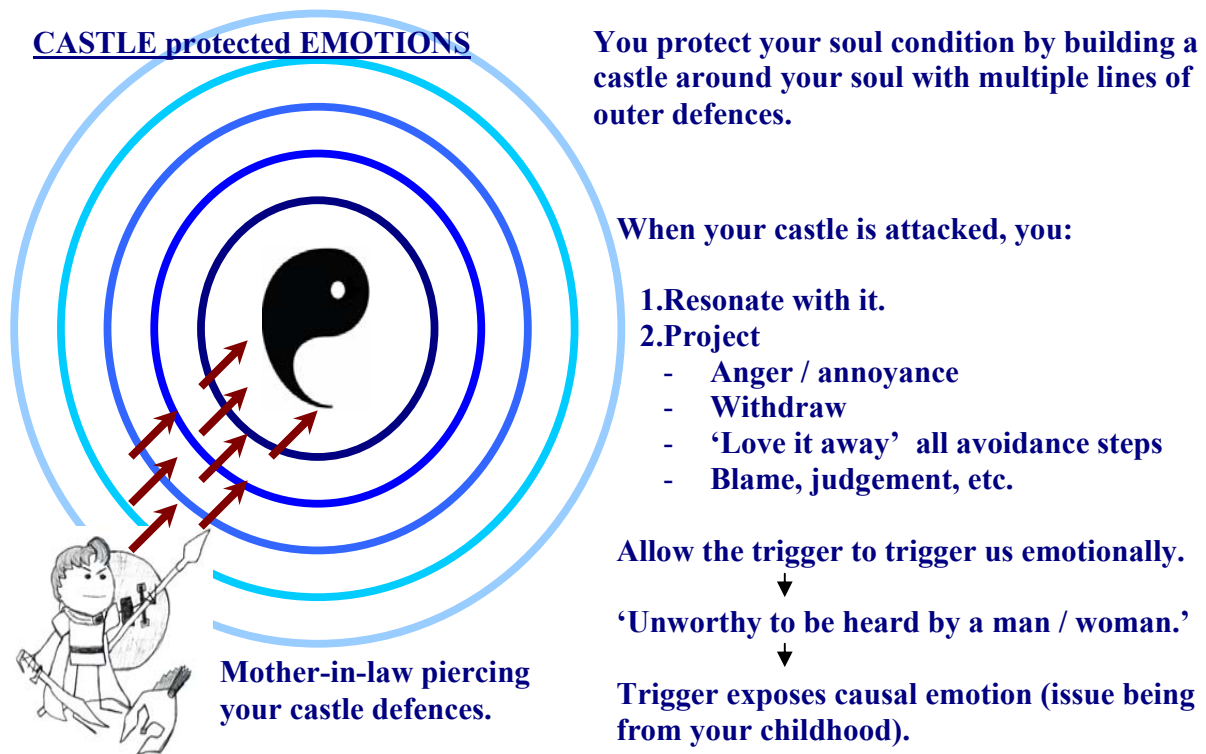 CASTLE protected EMOTIONS
You protect your soul condition by building a
castle around your soul with multiple lines of
outer defences.
When your castle is attacked, you:
1.Resonate with it.
2.Project
- Anger / annoyance
- Withdraw
- ‘Love it away’ all avoidance steps
- Blame, judgement, etc.
Allow the trigger to trigger us emotionally.
‘Unworthy to be heard by a man / woman.’
Trigger exposes causal emotion (issue being
from your childhood).
Mother-in-law piercing
your castle defences.